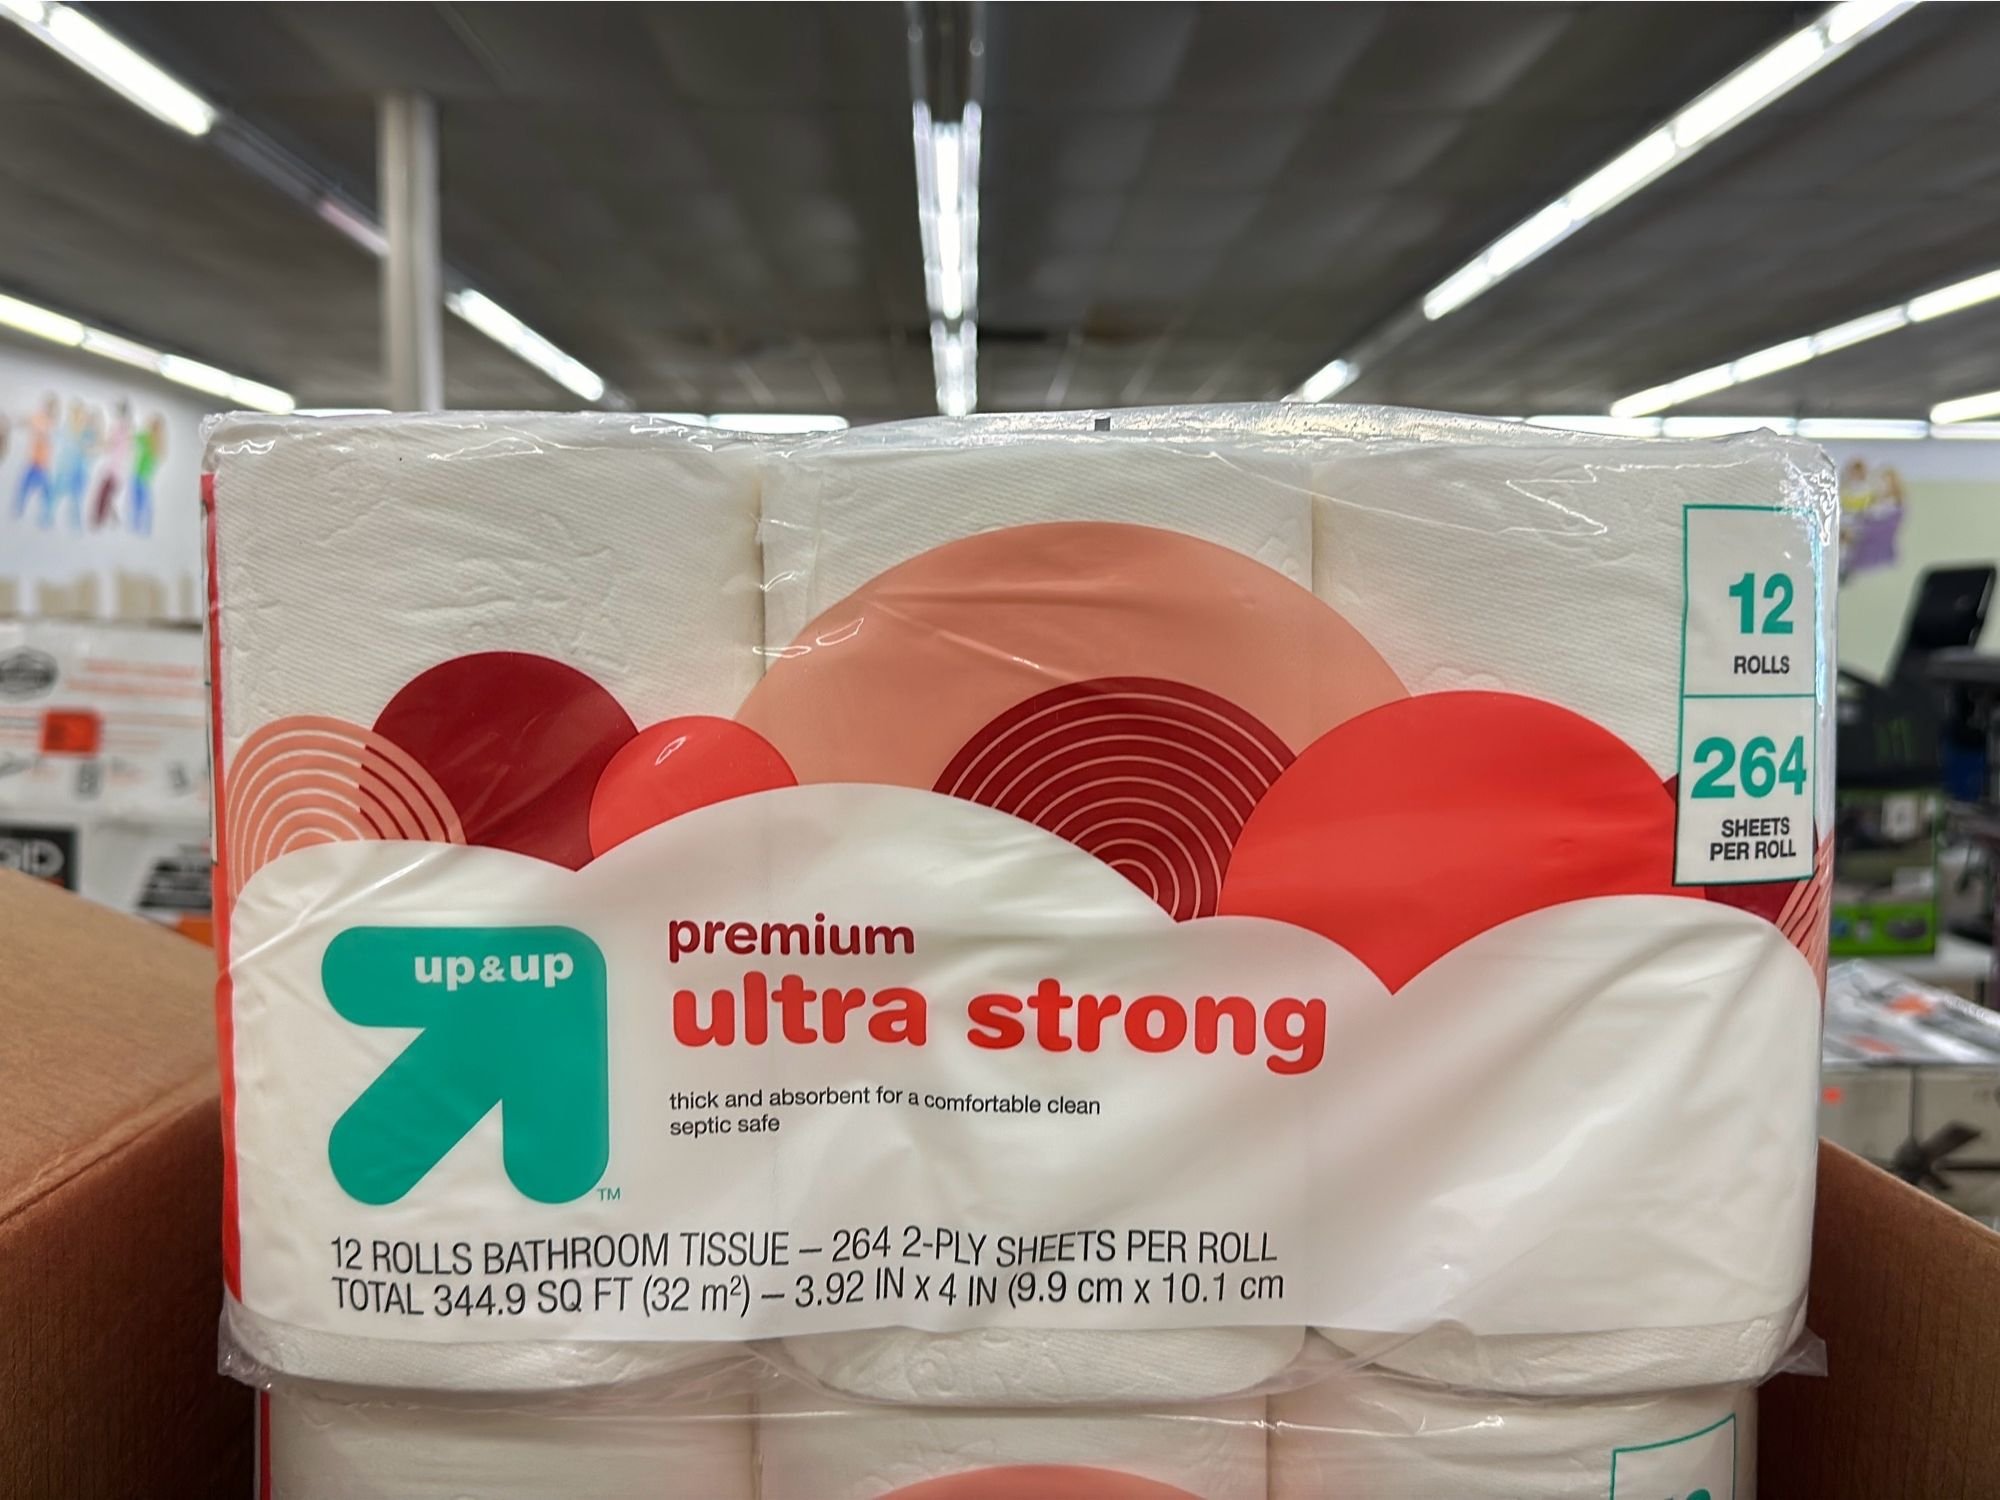 12
ROLLS
264
SHEETS
PER ROLL
up&up
premium
ultra strong
thick and absorbent for a comfortable clean
septic safe
TM
12 ROLLS BATHROOM TISSUE – 264 2-PLY SHEETS PER ROLL
TOTAL 344.9 SQ FT (32 m²) – 3.92 IN x 4 IN (9.9 cm x 10.1 cm